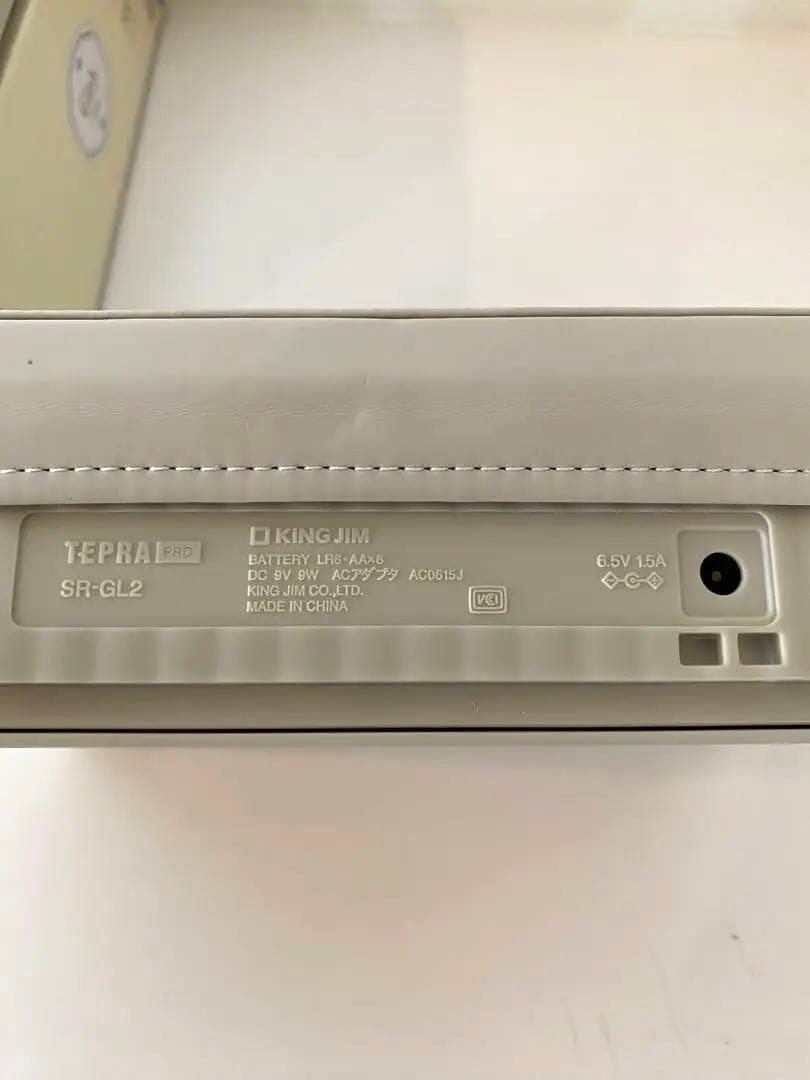 TEPRA PRO
SR-GL2
KING JIM
BATTERY LR6・AA×6
DC 9V 9W ACアダプタ AC0615J
KING JIM CO.,LTD.
MADE IN CHINA
VCI
6.5V 1.5A